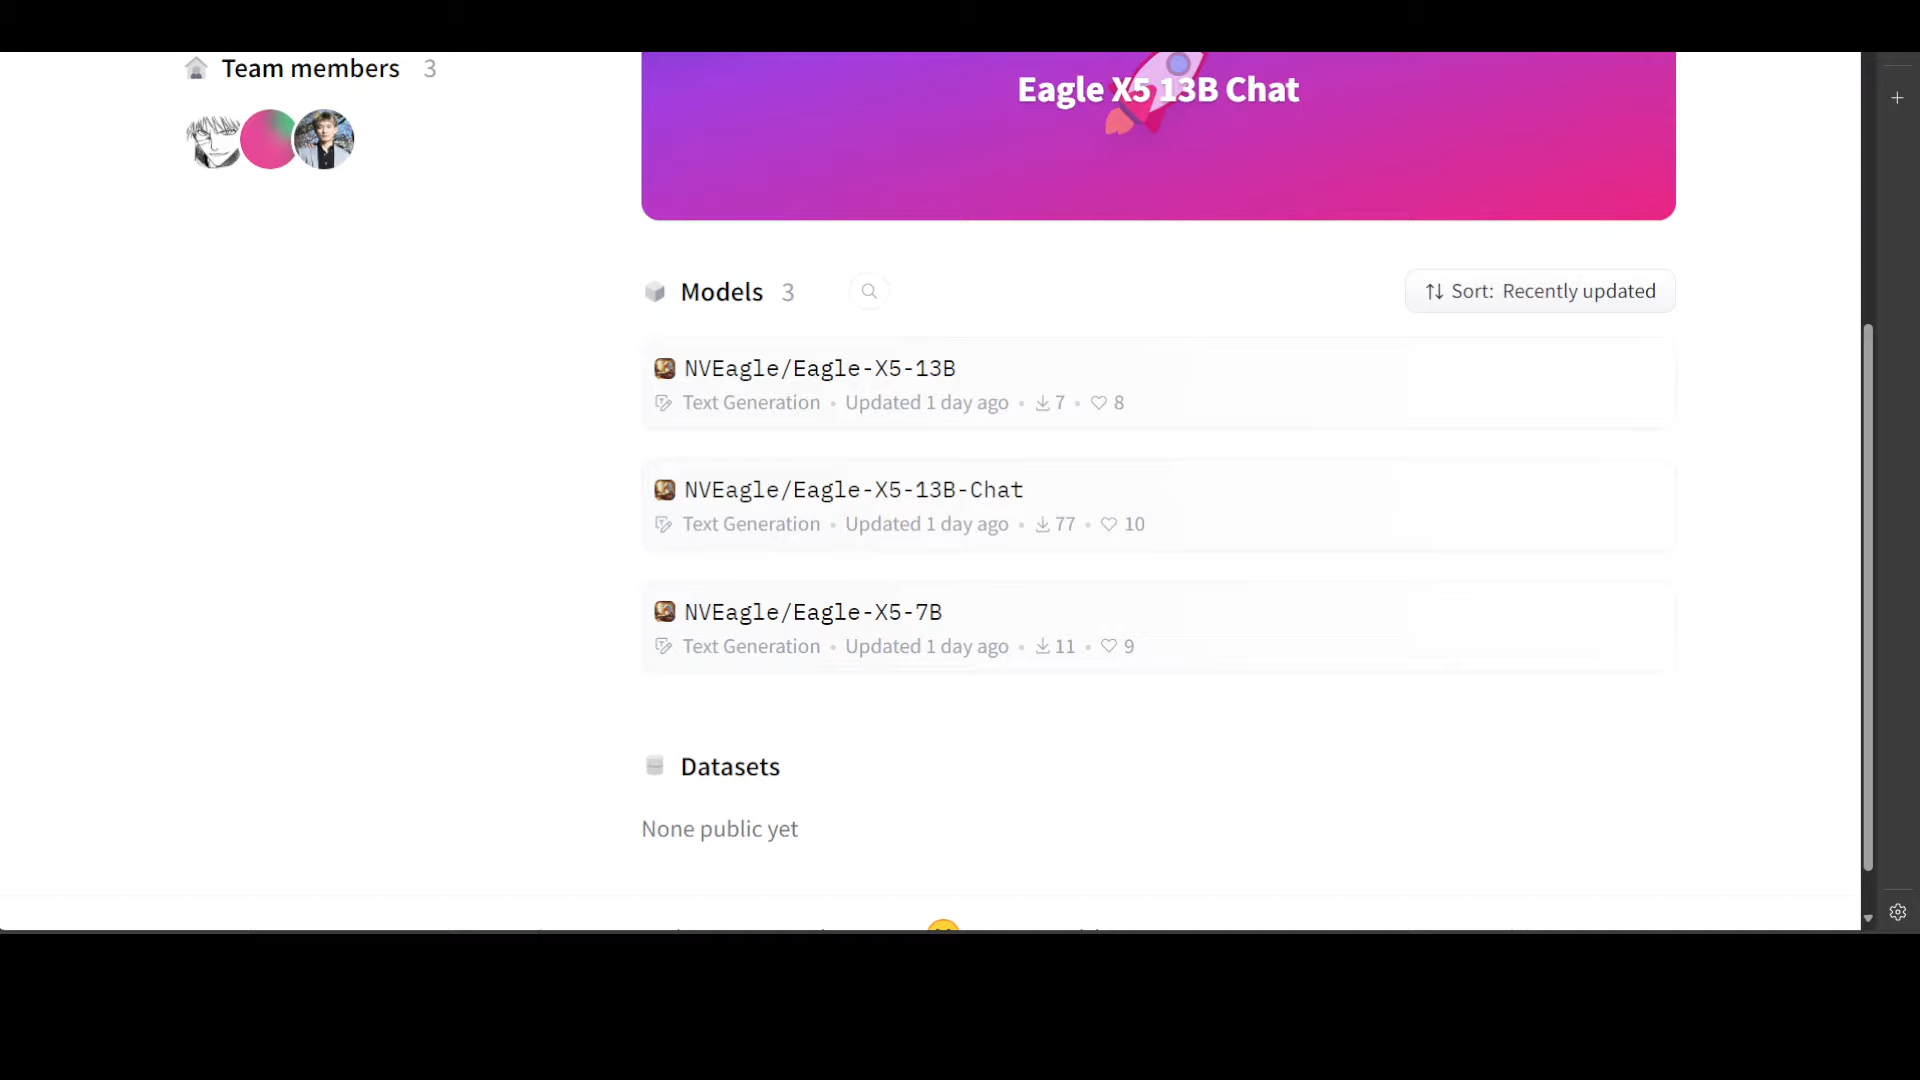 Team members 3
Eagle X5 13B Chat
Models 3
Sort: Recently updated
NVEagle/Eagle-X5-13B
Text Generation • Updated 1 day ago • 7 • 8
NVEagle/Eagle-X5-13B-Chat
Text Generation • Updated 1 day ago • 77 • 10
NVEagle/Eagle-X5-7B
Text Generation • Updated 1 day ago • 11 • 9
Datasets
None public yet